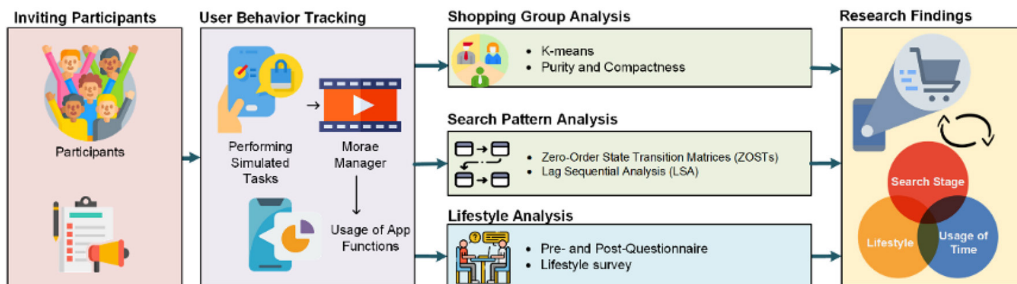 Inviting Participants
User Behavior Tracking
Shopping Group Analysis
Research Findings
Participants
Performing
Simulated
Tasks
Morae
Manager
Usage of App
Functions
• K-means
• Purity and Compactness
Search Pattern Analysis
• Zero-Order State Transition Matrices (ZOSTs)
• Lag Sequential Analysis (LSA)
Lifestyle Analysis
• Pre- and Post-Questionnaire
• Lifestyle survey
Search Stage
Lifestyle
Usage of
Time